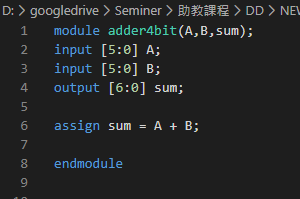 D: > googledrive > Seminer > 助教課程 > DD > NEW
1 module adder4bit(A,B,sum);
2 input [5:0] A;
3 input [5:0] B;
4 output [6:0] sum;
5
6 assign sum = A + B;
7
8 endmodule
9